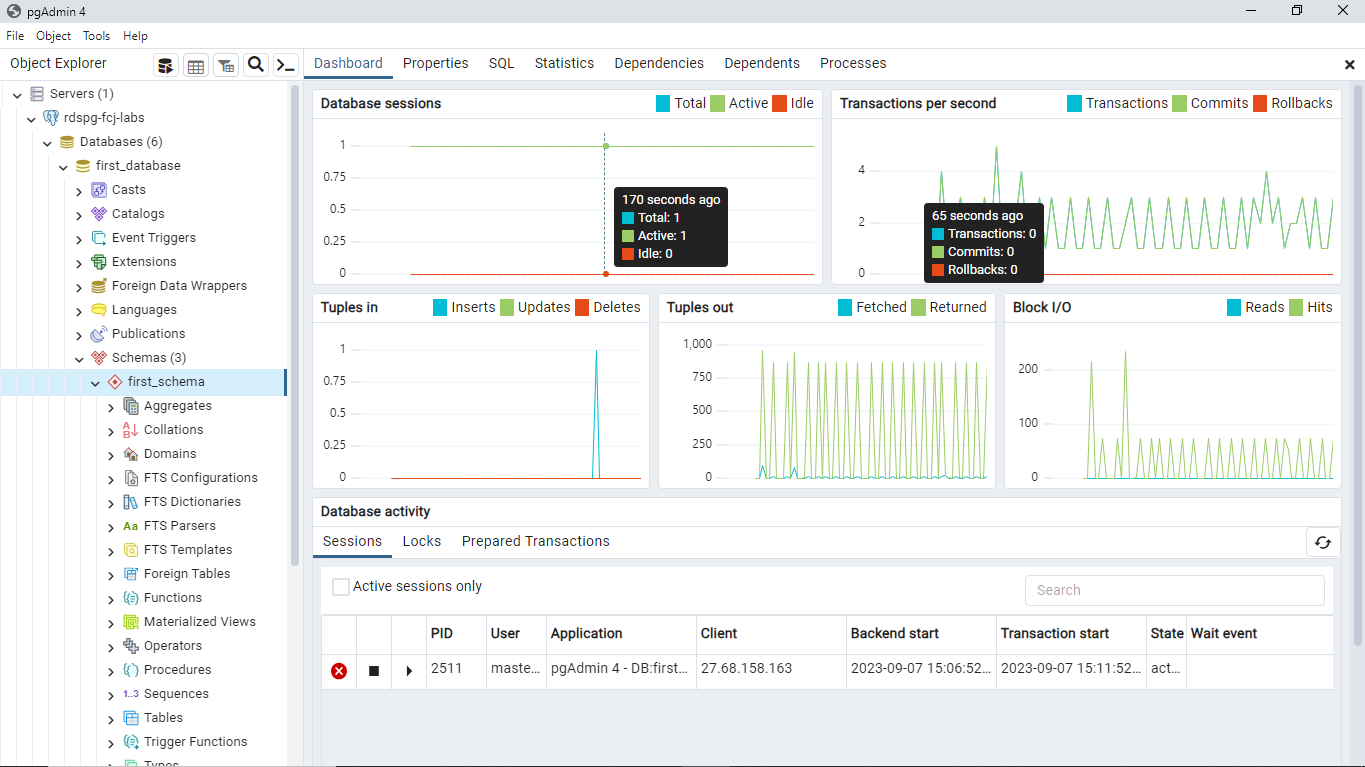 pgAdmin 4
File Object Tools Help
Object Explorer
Dashboard Properties SQL Statistics Dependencies Dependents Processes
Servers (1)
rdspg-fcj-labs
Databases (6)
first_database
Casts
Catalogs
Event Triggers
Extensions
Foreign Data Wrappers
Languages
Publications
Schemas (3)
first_schema
Aggregates
Collations
Domains
FTS Configurations
FTS Dictionaries
Aa FTS Parsers
FTS Templates
Foreign Tables
Functions
Materialized Views
Operators
Procedures
1..3 Sequences
Tables
Trigger Functions
Types
Database sessions Total Active Idle
1
0.75
0.5
0.25
0
170 seconds ago
Total: 1
Active: 1
Idle: 0
Transactions per second Transactions Commits Rollbacks
4
2
0
65 seconds ago
Transactions: 0
Commits: 0
Rollbacks: 0
Tuples in Inserts Updates Deletes
1
0.75
0.5
0.25
0
Tuples out Fetched Returned
1,000
750
500
250
0
Block I/O Reads Hits
200
100
0
Database activity
Sessions Locks Prepared Transactions
Active sessions only Search
PID User Application Client Backend start Transaction start State Wait event
2511 maste... pgAdmin 4 - DB:first... 27.68.158.163 2023-09-07 15:06:52... 2023-09-07 15:11:52... act...